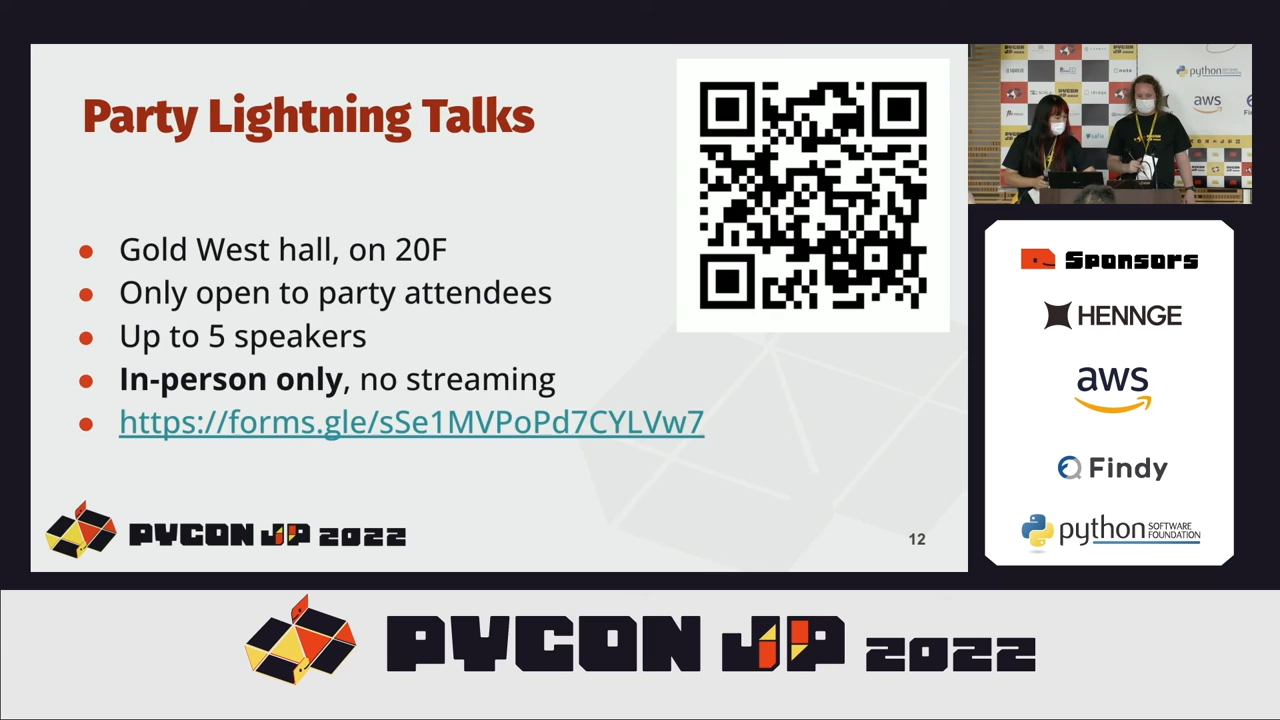 Party Lightning Talks
Gold West hall, on 20F
Only open to party attendees
Up to 5 speakers
In-person only, no streaming
https://forms.gle/sSe1MVPoPd7CYLVw7
PYCON JP 2022
12
python
aws
Sponsors
HENNGE
aws
Findy
python SOFTWARE
FOUNDATION
PYCON JP 2022